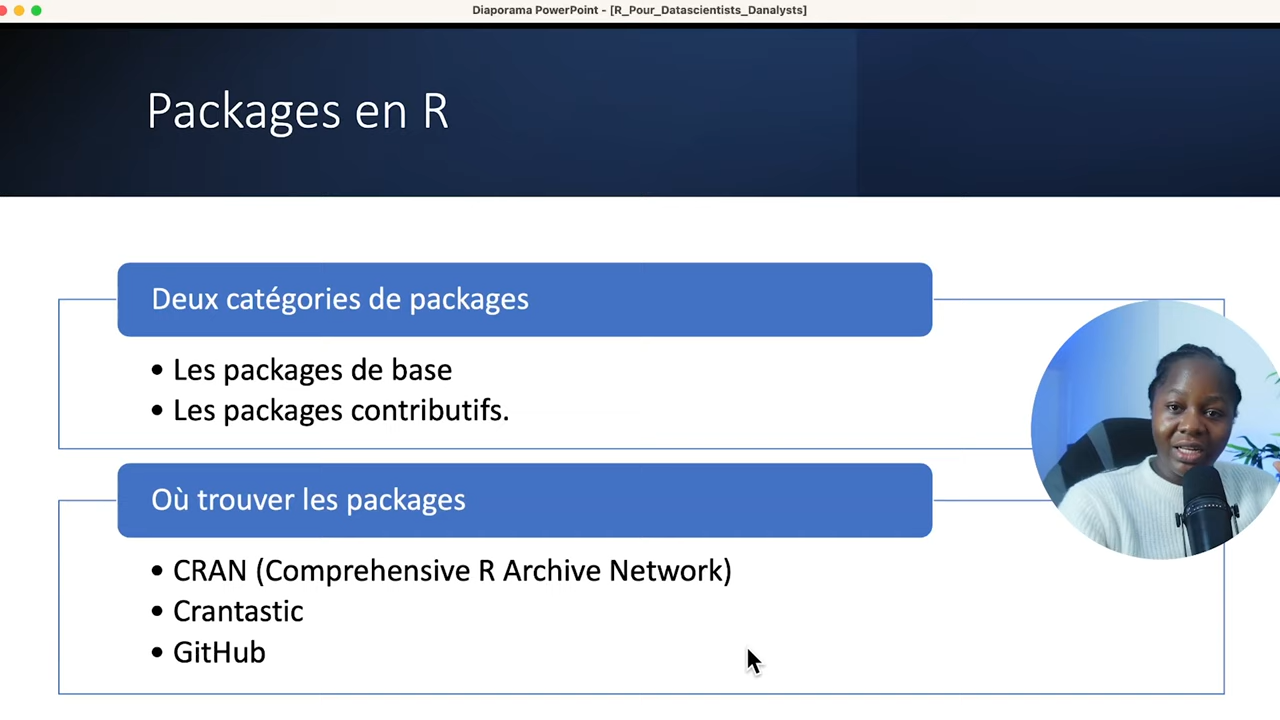 Diaporama PowerPoint - [R_Pour_Datascientists_Danalysts]
Packages en R
Deux catégories de packages
• Les packages de base
• Les packages contributifs.
Où trouver les packages
• CRAN (Comprehensive R Archive Network)
• Crantastic
• GitHub